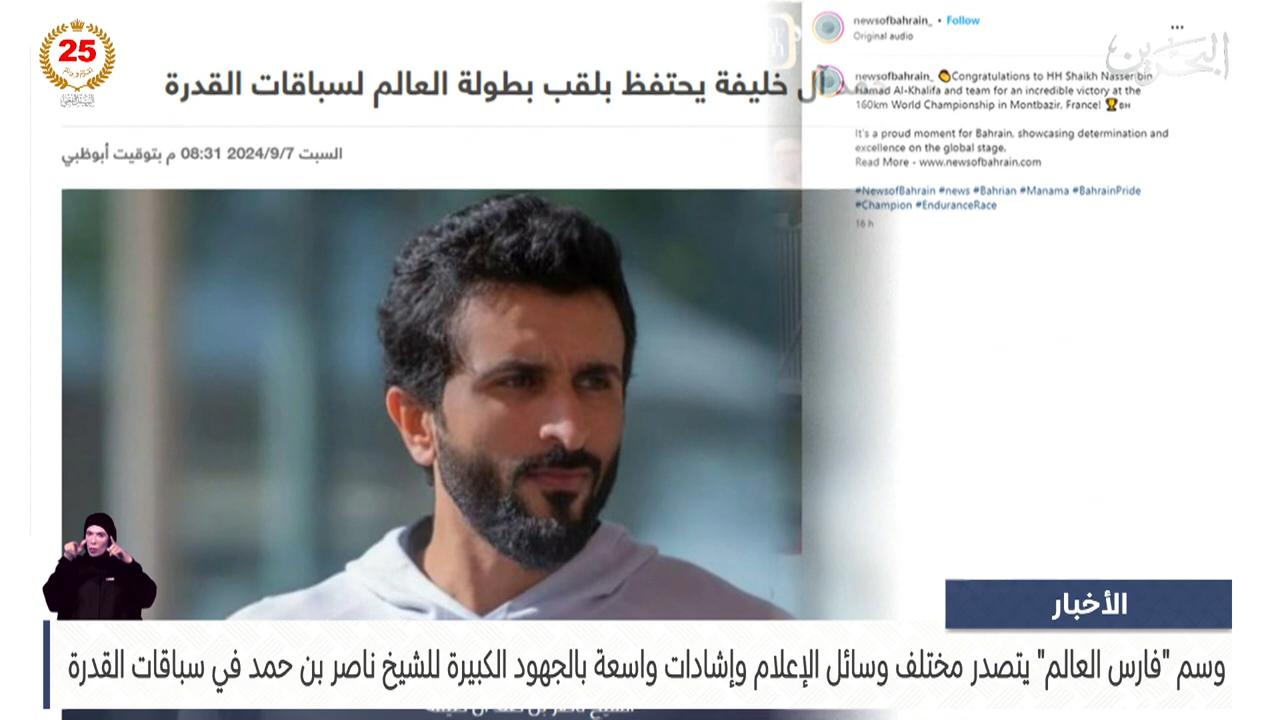 25
البحرين
حمد آل خليفة يحتفظ بلقب بطولة العالم لسباقات القدرة
السبت 2024/9/7 08:31 م بتوقيت أبوظبي
newsofbahrain_ • Follow
Original audio
newsofbahrain_ 👏Congratulations to HH Shaikh Nasser bin
Hamad Al-Khalifa and team for an incredible victory at the
160km World Championship in Montbazir, France! 🏆BH
It's a proud moment for Bahrain, showcasing determination and
excellence on the global stage.
Read More - www.newsofbahrain.com
#NewsofBahrain #news #Bahrian #Manama #BahrainPride
#Champion #EnduranceRace
16 h
الأخبار
وسم "فارس العالم" يتصدر مختلف وسائل الإعلام وإشادات واسعة بالجهود الكبيرة للشيخ ناصر بن حمد في سباقات القدرة